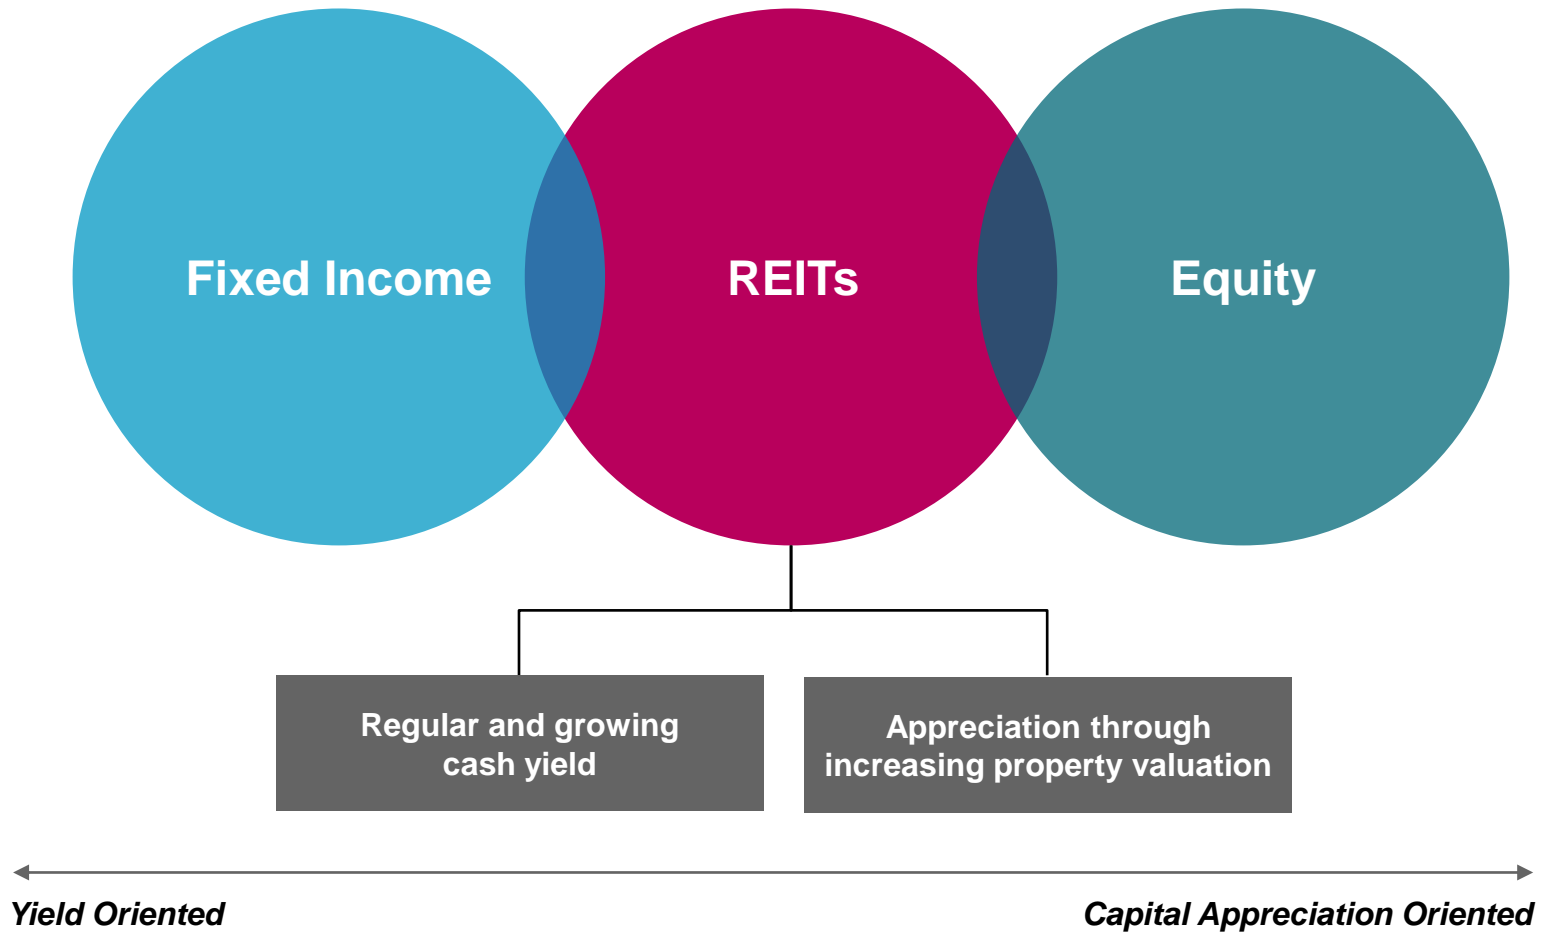 Fixed Income
REITs
Equity
Regular and growing
cash yield
Appreciation through
increasing property valuation
Yield Oriented
Capital Appreciation Oriented